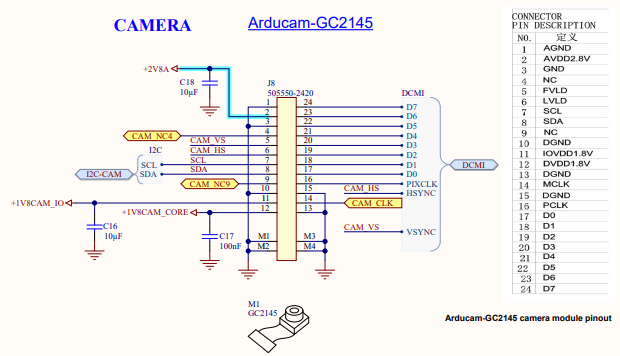 CAMERA
Arducam-GC2145
+2V8A
C18
10µF
J8
505550-2420
DCMI
1 24 D7
2 23 D6
3 22 D5
CAM_NC4 4 21 D4
CAM_VS 5 20 D3
I2C CAM_HS 6 19 D2
SCL SCL 7 18 D1
I2C-CAM SDA SDA 8 17 D0
CAM_NC9 9 16 PIXCLK
10 15 CAM_HS HSYNC
+1V8CAM_IO 11 14 CAM_CLK
+1V8CAM_CORE 12 13
DCMI
C16
10µF
C17
100nF
CAM_VS VSYNC
M1 M3
M2 M4
M1
GC2145
CONNECTOR
PIN DESCRIPTION
NO. 定义
1 AGND
2 AVDD2.8V
3 GND
4 NC
5 FVLD
6 LVLD
7 SCL
8 SDA
9 NC
10 DGND
11 IOVDD1.8V
12 DVDD1.8V
13 DGND
14 MCLK
15 DGND
16 PCLK
17 D0
18 D1
19 D2
20 D3
21 D4
22 D5
23 D6
24 D7
Arducam-GC2145 camera module pinout